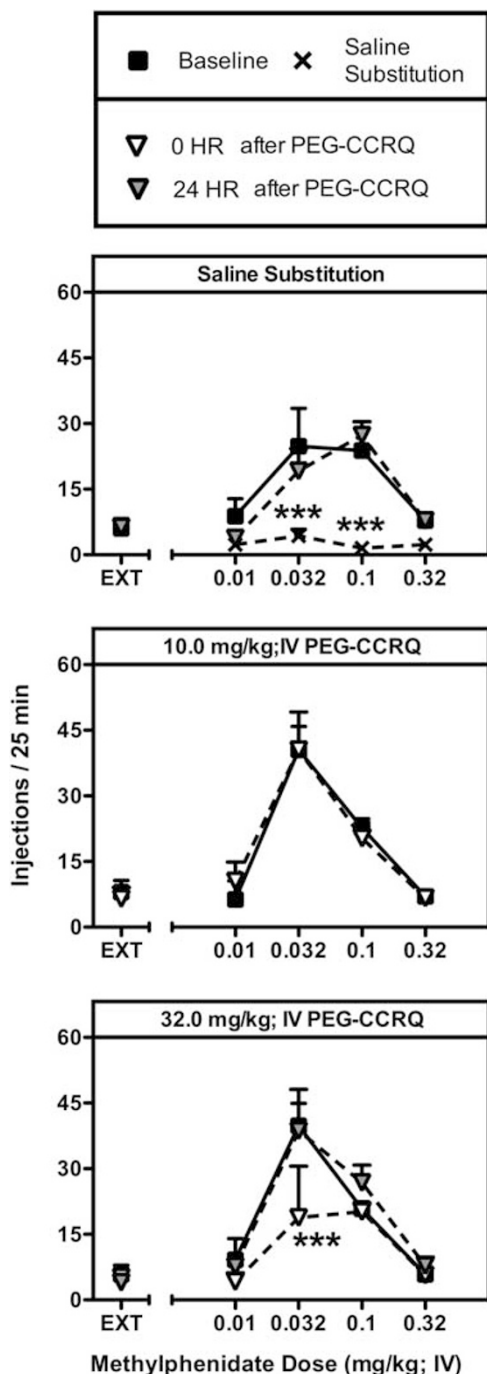 Baseline
Saline
Substitution
0 HR after PEG-CCRQ
24 HR after PEG-CCRQ
Saline Substitution
60
45
30
15
0
***
***
EXT
0.01
0.032
0.1
0.32
10.0 mg/kg;IV PEG-CCRQ
60
45
30
15
0
EXT
0.01
0.032
0.1
0.32
Injections / 25 min
32.0 mg/kg; IV PEG-CCRQ
60
45
30
15
0
***
EXT
0.01
0.032
0.1
0.32
Methylphenidate Dose (mg/kg; IV)